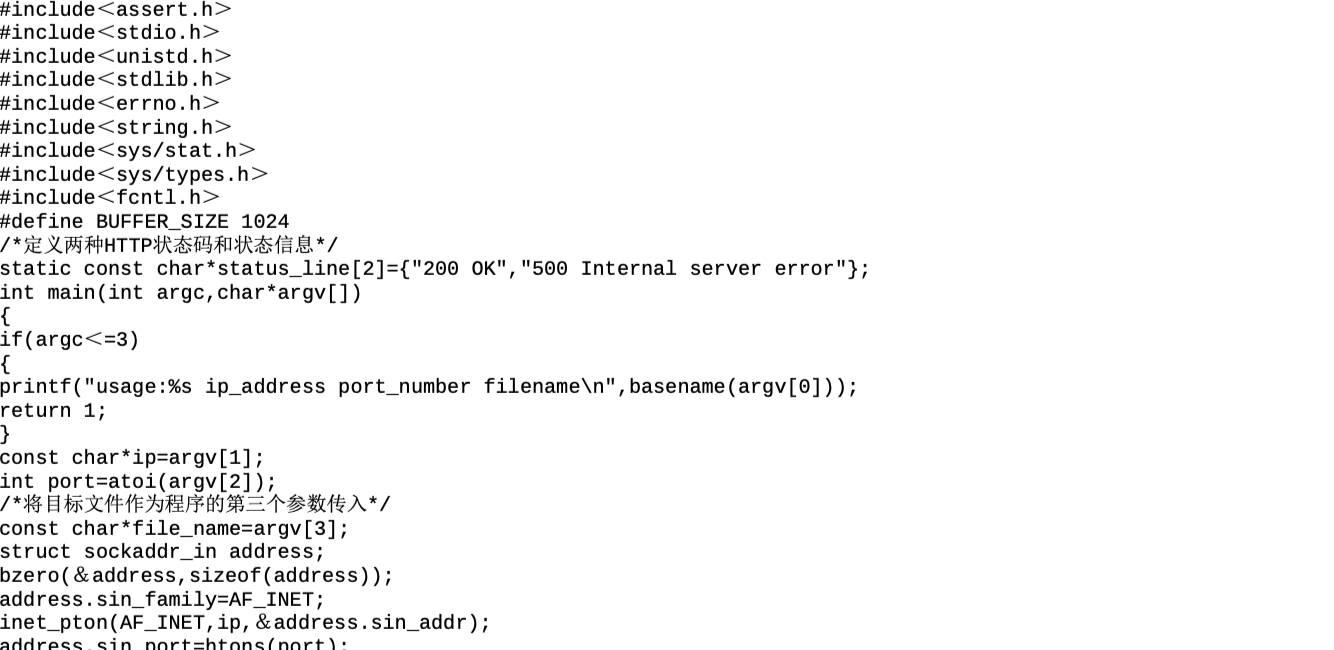 #include＜assert.h＞
#include＜stdio.h＞
#include＜unistd.h＞
#include＜stdlib.h＞
#include＜errno.h＞
#include＜string.h＞
#include＜sys/stat.h＞
#include＜sys/types.h＞
#include＜fcntl.h＞
#define BUFFER_SIZE 1024
/*定义两种HTTP状态码和状态信息*/
static const char*status_line[2]={"200 OK","500 Internal server error"};
int main(int argc,char*argv[])
{
if(argc＜=3)
{
printf("usage:%s ip_address port_number filename\n",basename(argv[0]));
return 1;
}
const char*ip=argv[1];
int port=atoi(argv[2]);
/*将目标文件作为程序的第三个参数传入*/
const char*file_name=argv[3];
struct sockaddr_in address;
bzero(＆address,sizeof(address));
address.sin_family=AF_INET;
inet_pton(AF_INET,ip,＆address.sin_addr);
address.sin_port=htons(port);